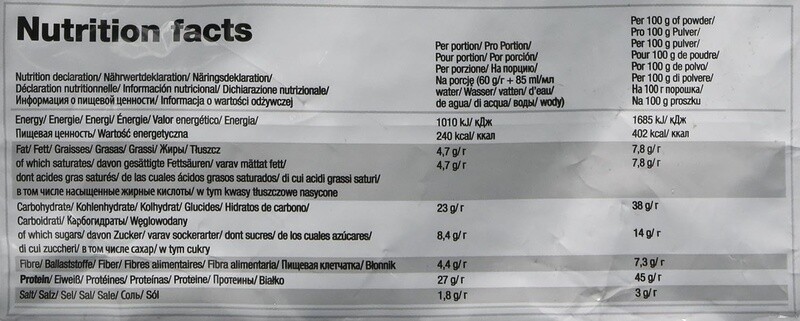 Nutrition facts
Nutrition declaration/ Nährwertdeklaration/ Näringsdeklaration/
Déclaration nutritionnelle/ Información nutricional/ Dichiarazione nutrizionale/
Информация о пищевой ценности/ Informacja o wartości odżywczej
Per portion/ Pro Portion/
Pour portion/ Por porción/
Per porzione/ На порцию/
Na porcję (60 g/г + 85 ml/мл
water/ Wasser/ vatten/ d'eau/
de agua/ di acqua/ воды/ wody)
Per 100 g of powder/
Pro 100 g Pulver/
Per 100 g pulver/
Pour 100 g de poudre/
Por 100 g de polvo/
Per 100 g di polvere/
На 100 г порошка/
Na 100 g proszku
Energy/ Energie/ Energi/ Énergie/ Valor energético/ Energia/ 1010 kJ/ кДж 1685 kJ/ кДж
Пищевая ценность/ Wartość energetyczna 240 kcal/ ккал 402 kcal/ ккал
Fat/ Fett/ Graisses/ Grasas/ Grassi/ Жиры/ Tłuszcz 4,7 g/г 7,8 g/г
of which saturates/ davon gesättigte Fettsäuren/ varav mättat fett/ 4,7 g/г 7,8 g/г
dont acides gras saturés/ de las cuales ácidos grasos saturados/ di cui acidi grassi saturi/
в том числе насыщенные жирные кислоты/ w tym kwasy tłuszczowe nasycone
Carbohydrate/ Kohlenhydrate/ Kolhydrat/ Glucides/ Hidratos de carbono/ 23 g/г 38 g/г
Carboidrati/ Карбогидраты/ Węglowodany
of which sugars/ davon Zucker/ varav sockerarter/ dont sucres/ de los cuales azúcares/ 8,4 g/г 14 g/г
di cui zuccheri/ в том числе сахар/ w tym cukry
Fibre/ Ballaststoffe/ Fiber/ Fibres alimentaires/ Fibra alimentaria/ Пищевая клетчатка/ Błonnik 4,4 g/г 7,3 g/г
Protein/ Eiweiß/ Protéines/ Proteínas/ Proteine/ Протеины/ Białko 27 g/г 45 g/г
Salt/ Salz/ Sel/ Sal/ Sale/ Соль/ Sól 1,8 g/г 3 g/г